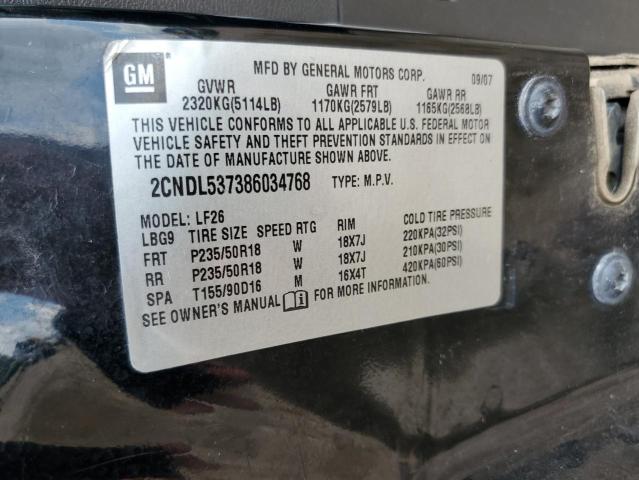 GM
MFD BY GENERAL MOTORS CORP. 09/07
GVWR GAWR FRT GAWR RR
2320KG(5114LB) 1170KG(2579LB) 1165KG(2568LB)
THIS VEHICLE CONFORMS TO ALL APPLICABLE U.S. FEDERAL MOTOR
VEHICLE SAFETY AND THEFT PREVENTION STANDARDS IN EFFECT ON
THE DATE OF MANUFACTURE SHOWN ABOVE.
2CNDL537386034768 TYPE: M.P.V.
MODEL: LF26
LBG9 TIRE SIZE SPEED RTG RIM COLD TIRE PRESSURE
FRT P235/50R18 W 18X7J 220KPA(32PSI)
RR P235/50R18 W 18X7J 210KPA(30PSI)
SPA T155/90D16 M 16X4T 420KPA(60PSI)
SEE OWNER'S MANUAL FOR MORE INFORMATION.